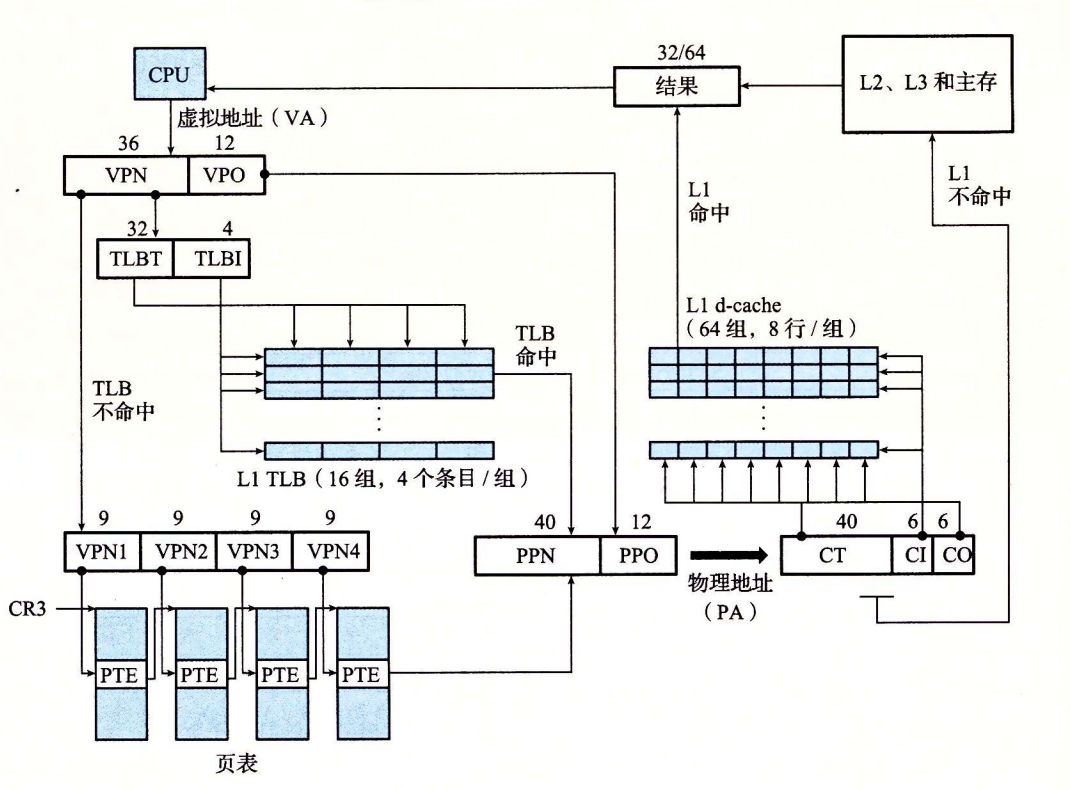 CPU
32/64
结果
L2、L3 和主存
虚拟地址（VA）
36
12
VPN
VPO
L1
命中
L1
不命中
32
4
TLBT
TLBI
L1 d-cache
（64 组，8 行 / 组）
TLB
命中
TLB
不命中
L1 TLB（16 组，4 个条目 / 组）
9
9
9
9
VPN1
VPN2
VPN3
VPN4
40
12
PPN
PPO
物理地址
（PA）
40
6
6
CT
CI
CO
CR3
PTE
PTE
PTE
PTE
页表